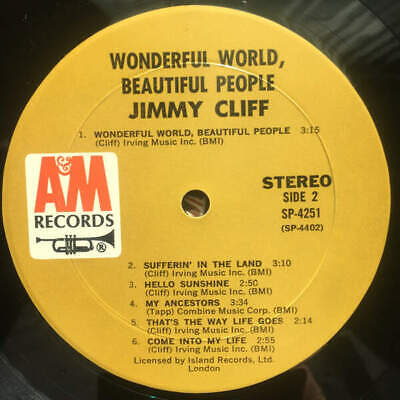 WONDERFUL WORLD,
BEAUTIFUL PEOPLE
JIMMY CLIFF
1. WONDERFUL WORLD, BEAUTIFUL PEOPLE 3:15
(Cliff) Irving Music Inc. (BMI)
A&M
RECORDS
®
STEREO
SIDE 2
SP-4251
(SP-4402)
2. SUFFERIN' IN THE LAND 3:10
(Cliff) Irving Music Inc. (BMI)
3. HELLO SUNSHINE 2:50
(Cliff) Irving Music Inc. (BMI)
4. MY ANCESTORS 3:34
(Tapp) Combine Music Corp. (BMI)
5. THAT'S THE WAY LIFE GOES 2:14
(Cliff) Irving Music Inc. (BMI)
6. COME INTO MY LIFE 2:55
(Cliff) Irving Music Inc. (BMI)
Licensed by Island Records, Ltd.
London